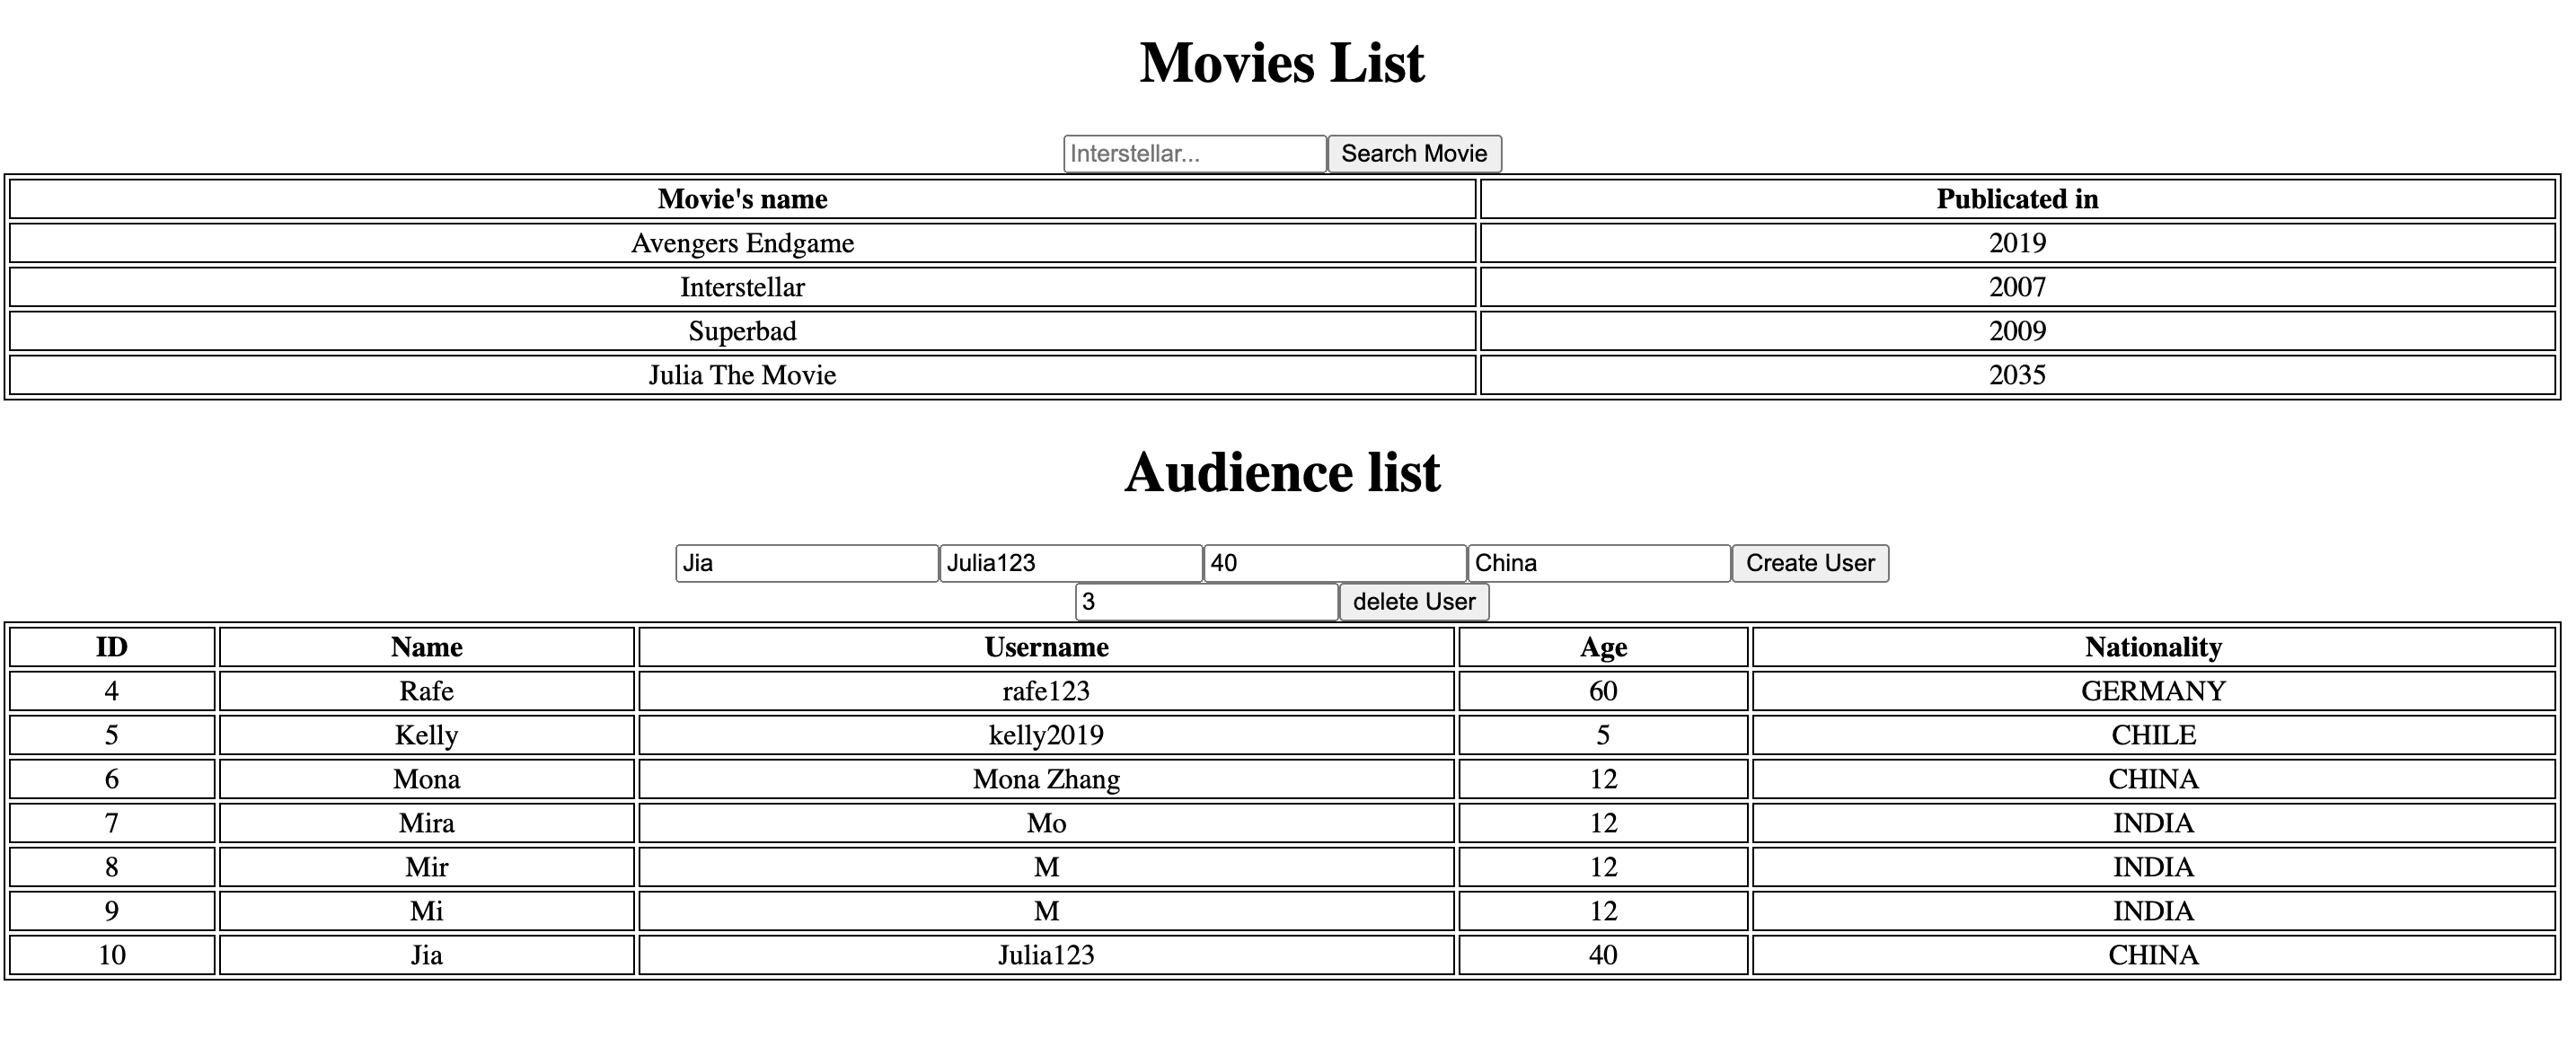 Movies List
Interstellar... Search Movie
Movie's name Publicated in
Avengers Endgame 2019
Interstellar 2007
Superbad 2009
Julia The Movie 2035
Audience list
Jia Julia123 40 China Create User
3 delete User
ID Name Username Age Nationality
4 Rafe rafe123 60 GERMANY
5 Kelly kelly2019 5 CHILE
6 Mona Mona Zhang 12 CHINA
7 Mira Mo 12 INDIA
8 Mir M 12 INDIA
9 Mi M 12 INDIA
10 Jia Julia123 40 CHINA